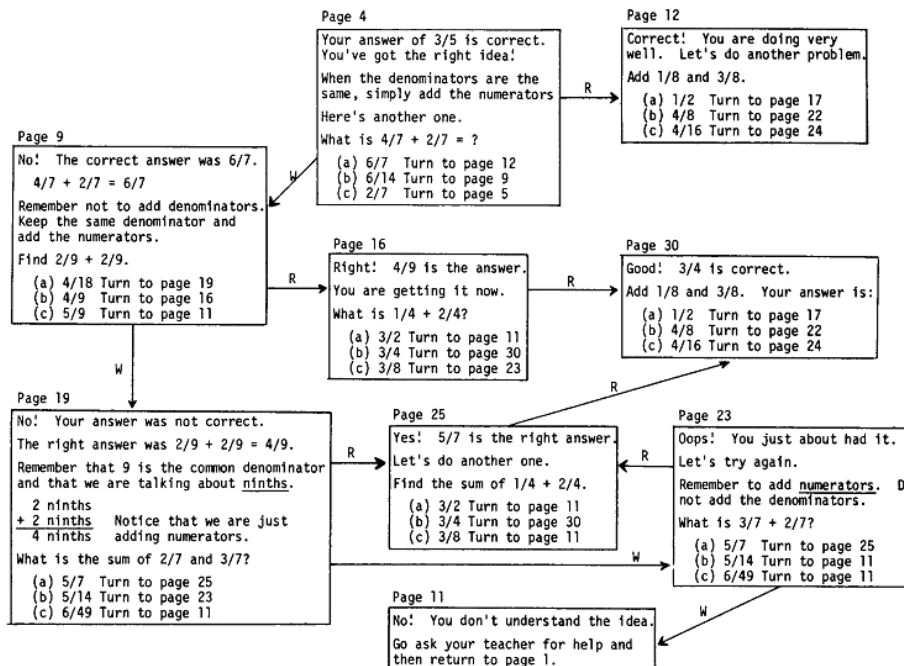 Page 4
Your answer of 3/5 is correct.
You've got the right idea!
When the denominators are the
same, simply add the numerators
Here's another one.
What is 4/7 + 2/7 = ?
(a) 6/7 Turn to page 12
(b) 6/14 Turn to page 9
(c) 2/7 Turn to page 5
R
W
Page 12
Correct! You are doing very
well. Let's do another problem.
Add 1/8 and 3/8.
(a) 1/2 Turn to page 17
(b) 4/8 Turn to page 22
(c) 4/16 Turn to page 24
Page 9
No! The correct answer was 6/7.
4/7 + 2/7 = 6/7
Remember not to add denominators.
Keep the same denominator and
add the numerators.
Find 2/9 + 2/9.
(a) 4/18 Turn to page 19
(b) 4/9 Turn to page 16
(c) 5/9 Turn to page 11
R
W
Page 16
Right! 4/9 is the answer.
You are getting it now.
What is 1/4 + 2/4?
(a) 3/2 Turn to page 11
(b) 3/4 Turn to page 30
(c) 3/8 Turn to page 23
R
Page 30
Good! 3/4 is correct.
Add 1/8 and 3/8. Your answer is:
(a) 1/2 Turn to page 17
(b) 4/8 Turn to page 22
(c) 4/16 Turn to page 24
Page 19
No! Your answer was not correct.
The right answer was 2/9 + 2/9 = 4/9.
Remember that 9 is the common denominator
and that we are talking about ninths.
2 ninths
+ 2 ninths Notice that we are just
4 ninths adding numerators.
What is the sum of 2/7 and 3/7?
(a) 5/7 Turn to page 25
(b) 5/14 Turn to page 23
(c) 6/49 Turn to page 11
R
W
Page 25
Yes! 5/7 is the right answer.
Let's do another one.
Find the sum of 1/4 + 2/4.
(a) 3/2 Turn to page 11
(b) 3/4 Turn to page 30
(c) 3/8 Turn to page 11
R
Page 23
Oops! You just about had it.
Let's try again.
Remember to add numerators. D
not add the denominators.
What is 3/7 + 2/7?
(a) 5/7 Turn to page 25
(b) 5/14 Turn to page 11
(c) 6/49 Turn to page 11
R
W
Page 11
No! You don't understand the idea.
Go ask your teacher for help and
then return to page 1.